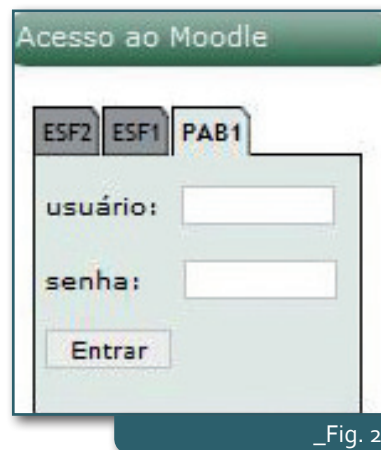 Acesso ao Moodle
ESF2 ESF1 PAB1
usuário:
senha:
Entrar
_Fig. 2